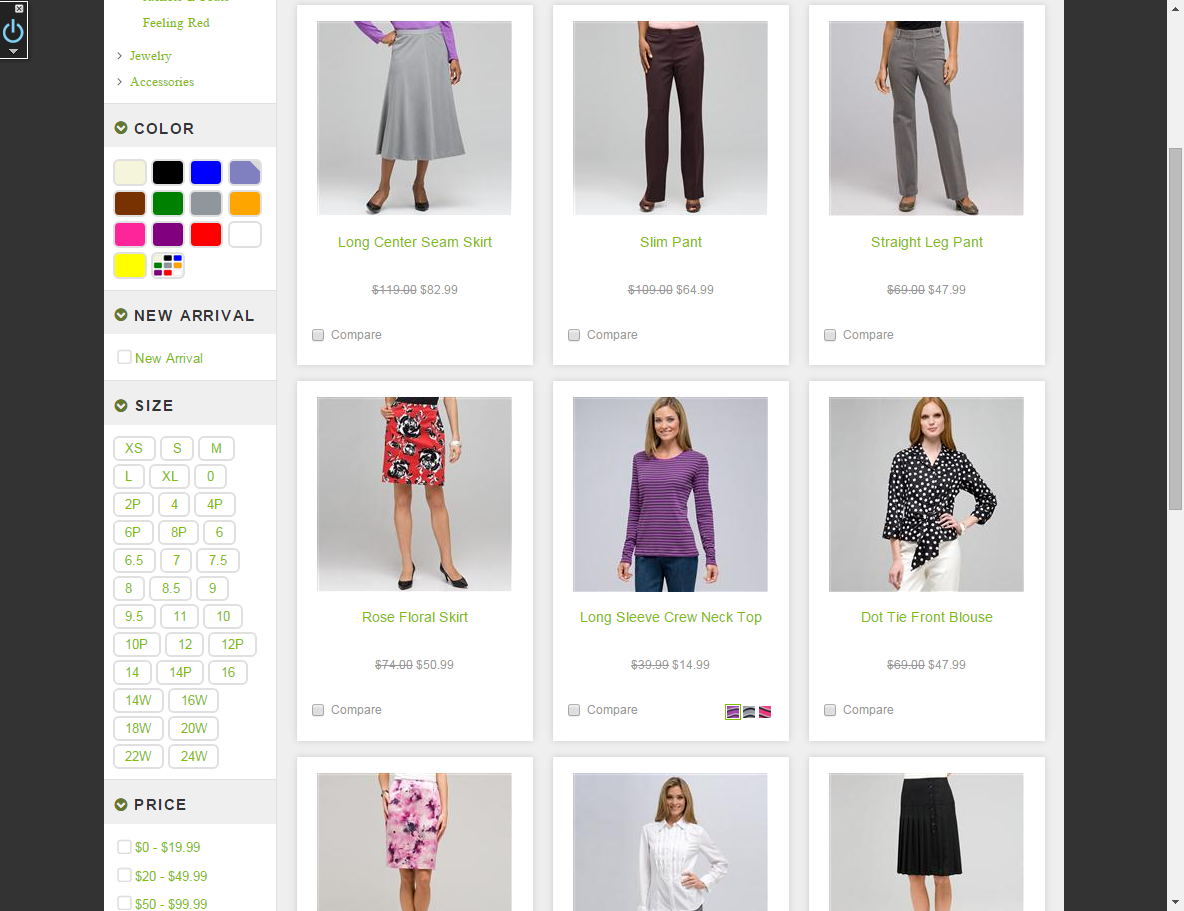 Feeling Red
Jewelry
Accessories
COLOR
NEW ARRIVAL
New Arrival
SIZE
XS S M
L XL 0
2P 4 4P
6P 8P 6
6.5 7 7.5
8 8.5 9
9.5 11 10
10P 12 12P
14 14P 16
14W 16W
18W 20W
22W 24W
PRICE
$0 - $19.99
$20 - $49.99
$50 - $99.99
Long Center Seam Skirt
$119.00 $82.99
Compare
Slim Pant
$109.00 $64.99
Compare
Straight Leg Pant
$69.00 $47.99
Compare
Rose Floral Skirt
$74.00 $50.99
Compare
Long Sleeve Crew Neck Top
$39.99 $14.99
Compare
Dot Tie Front Blouse
$69.00 $47.99
Compare